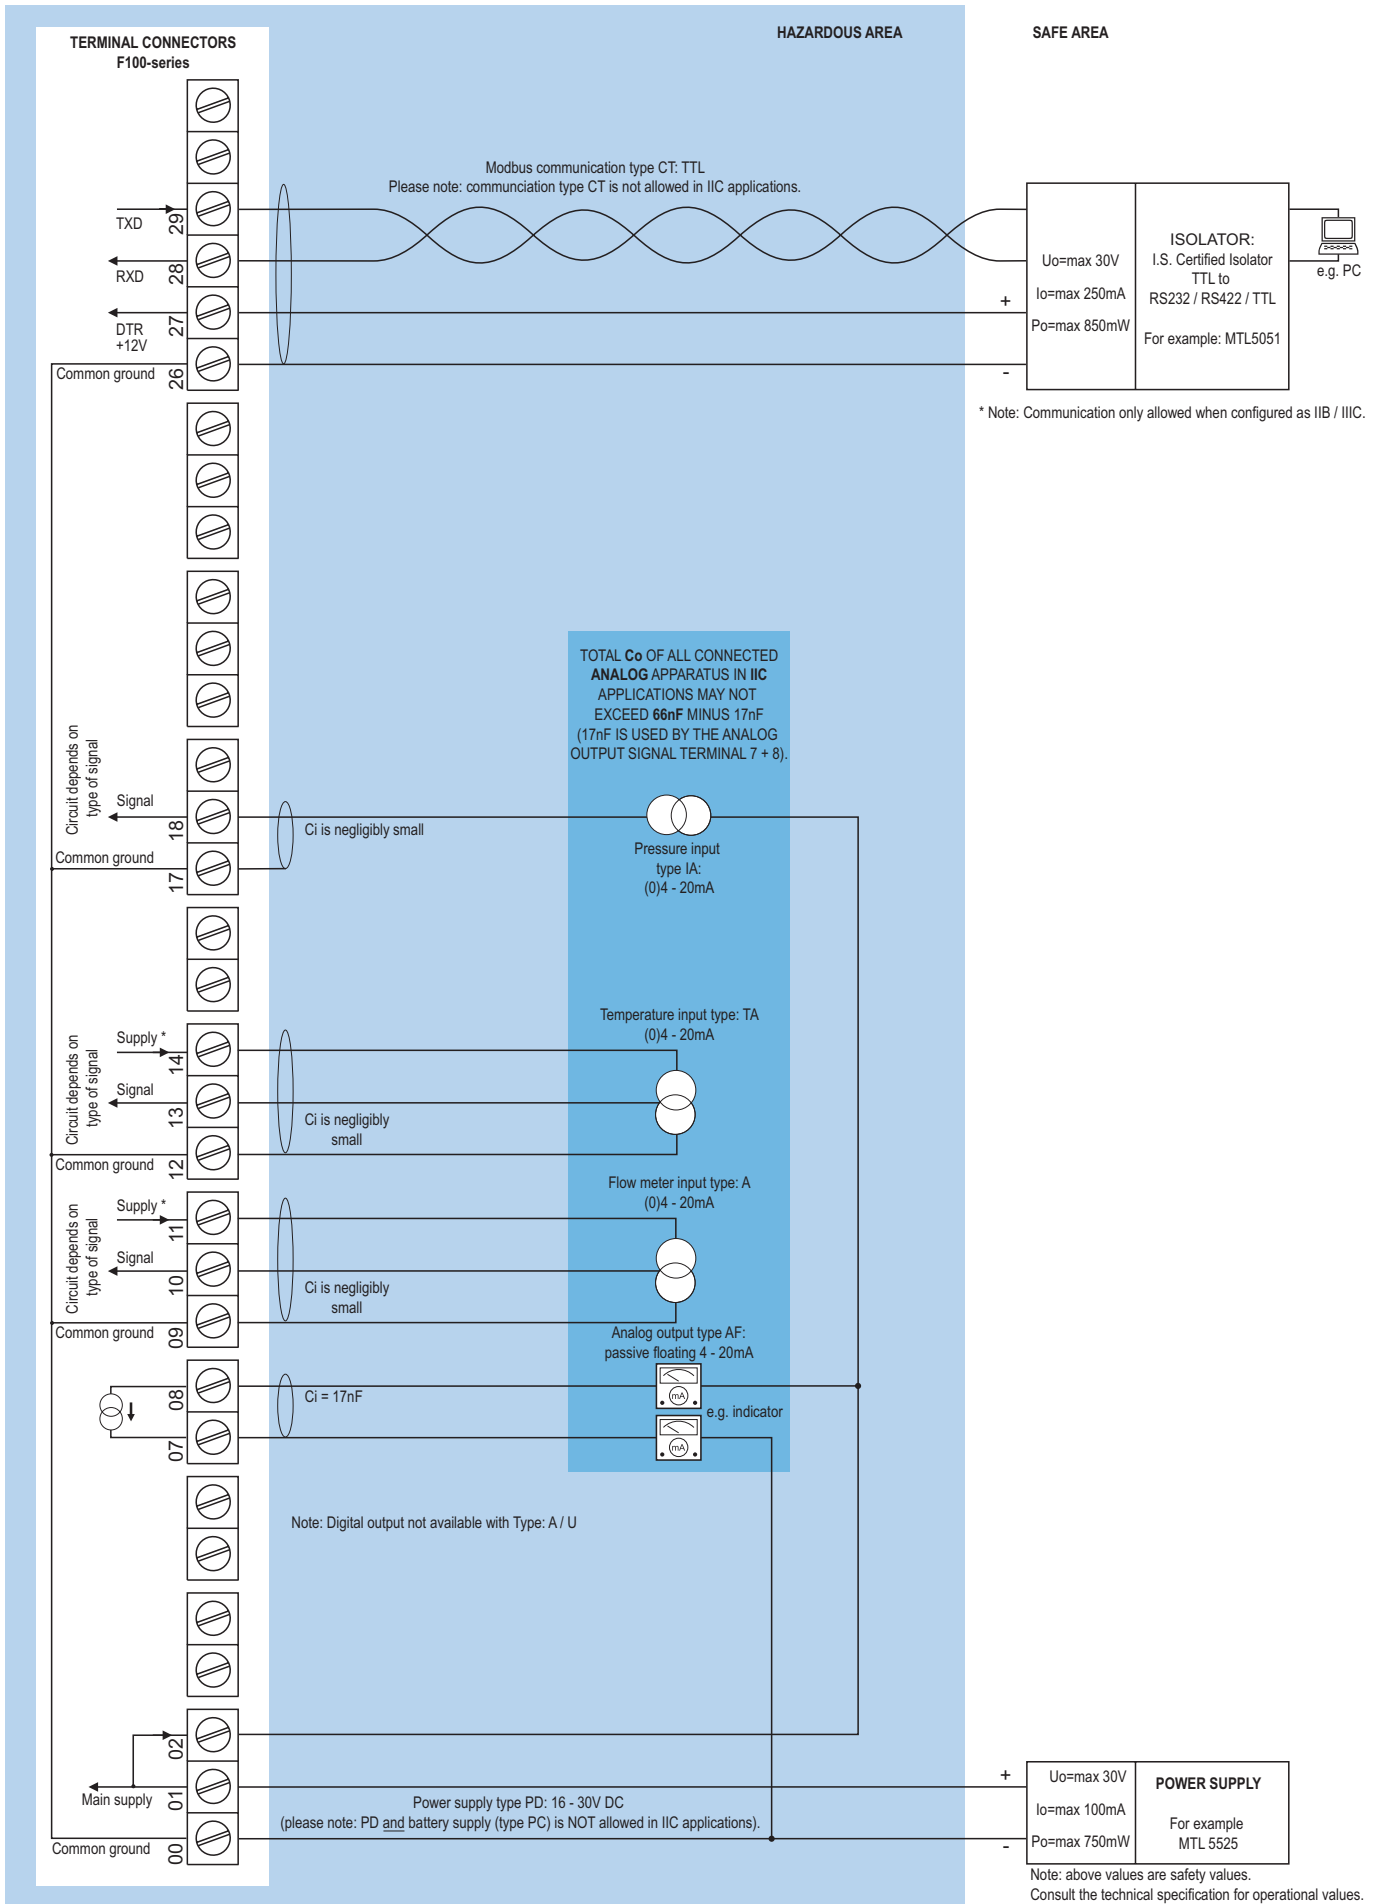 HAZARDOUS AREA
SAFE AREA
TERMINAL CONNECTORS
F100-series
Modbus communication type CT: TTL
Please note: communciation type CT is not allowed in IIC applications.
TXD
29
RXD
28
DTR
+12V
27
Common ground
26
+
-
Uo=max 30V
Io=max 250mA
Po=max 850mW
ISOLATOR:
I.S. Certified Isolator
TTL to
RS232 / RS422 / TTL
For example: MTL5051
e.g. PC
* Note: Communication only allowed when configured as IIB / IIIC.
TOTAL Co OF ALL CONNECTED
ANALOG APPARATUS IN IIC
APPLICATIONS MAY NOT
EXCEED 66nF MINUS 17nF
(17nF IS USED BY THE ANALOG
OUTPUT SIGNAL TERMINAL 7 + 8).
Circuit depends on
type of signal
Signal
18
Common ground
17
Ci is negligibly small
Pressure input
type IA:
(0)4 - 20mA
Circuit depends on
type of signal
Supply *
14
Signal
13
Common ground
12
Ci is negligibly
small
Temperature input type: TA
(0)4 - 20mA
Circuit depends on
type of signal
Supply *
11
Signal
10
Common ground
09
Ci is negligibly
small
Flow meter input type: A
(0)4 - 20mA
Analog output type AF:
passive floating 4 - 20mA
08
07
Ci = 17nF
mA
e.g. indicator
mA
Note: Digital output not available with Type: A / U
02
Main supply
01
Common ground
00
Power supply type PD: 16 - 30V DC
(please note: PD and battery supply (type PC) is NOT allowed in IIC applications).
+
-
Uo=max 30V
Io=max 100mA
Po=max 750mW
POWER SUPPLY
For example
MTL 5525
Note: above values are safety values.
Consult the technical specification for operational values.